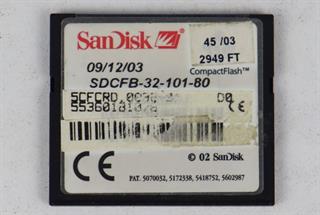 SanDisk
45 /03
2949 FT
09/12/03
CompactFlash™
SDCFB-32-101-80
SCFCRD
D0
CE
© 02 SanDisk
PAT. 5070032, 5172338, 5418752, 5602987